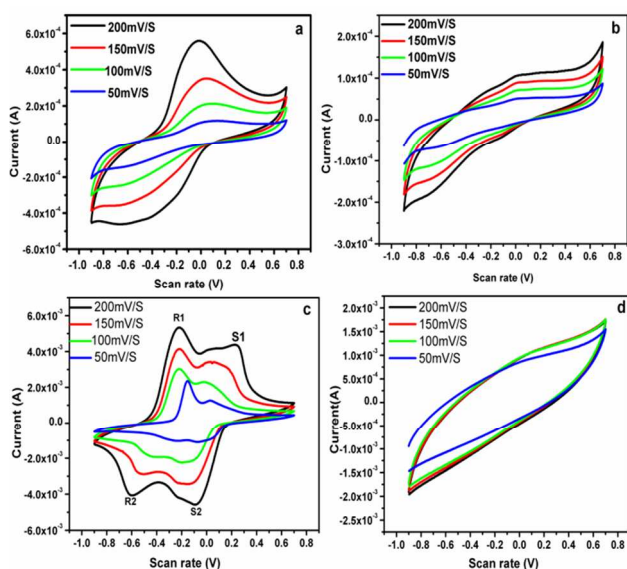 a
200mV/S
150mV/S
100mV/S
50mV/S
Current (A)
6.0x10⁻⁴
4.0x10⁻⁴
2.0x10⁻⁴
0.0
-2.0x10⁻⁴
-4.0x10⁻⁴
-6.0x10⁻⁴
-1.0 -0.8 -0.6 -0.4 -0.2 0.0 0.2 0.4 0.6 0.8
Scan rate (V)
b
200mV/S
150mV/S
100mV/S
50mV/S
Current (A)
2.0x10⁻⁴
1.0x10⁻⁴
0.0
-1.0x10⁻⁴
-2.0x10⁻⁴
-3.0x10⁻⁴
-1.0 -0.8 -0.6 -0.4 -0.2 0.0 0.2 0.4 0.6 0.8
Scan rate (V)
c
200mV/S
150mV/S
100mV/S
50mV/S
R1
S1
R2
S2
Current (A)
6.0x10⁻³
4.0x10⁻³
2.0x10⁻³
0.0
-2.0x10⁻³
-4.0x10⁻³
-6.0x10⁻³
-1.0 -0.8 -0.6 -0.4 -0.2 0.0 0.2 0.4 0.6 0.8
Scan rate (V)
d
200mV/S
150mV/S
100mV/S
50mV/S
Current(A)
2.0x10⁻³
1.5x10⁻³
1.0x10⁻³
5.0x10⁻⁴
0.0
-5.0x10⁻⁴
-1.0x10⁻³
-1.5x10⁻³
-2.0x10⁻³
-2.5x10⁻³
-1.0 -0.8 -0.6 -0.4 -0.2 0.0 0.2 0.4 0.6 0.8
Scan rate (V)